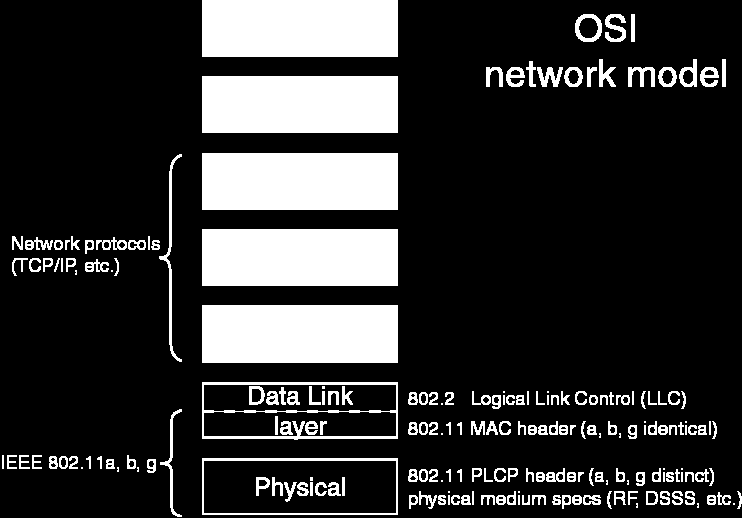 OSI
network model
Network protocols
(TCP/IP, etc.)
Data Link
layer
802.2 Logical Link Control (LLC)
802.11 MAC header (a, b, g identical)
IEEE 802.11a, b, g
Physical
802.11 PLCP header (a, b, g distinct)
physical medium specs (RF, DSSS, etc.)